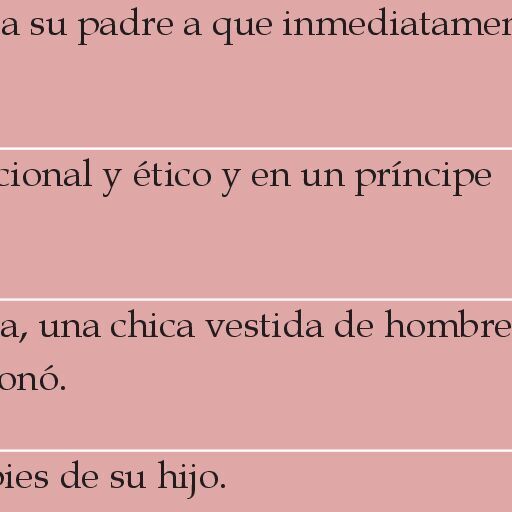 a su padre a que inmediatamen
cional y ético y en un príncipe
a, una chica vestida de hombre
onó.
pies de su hijo.